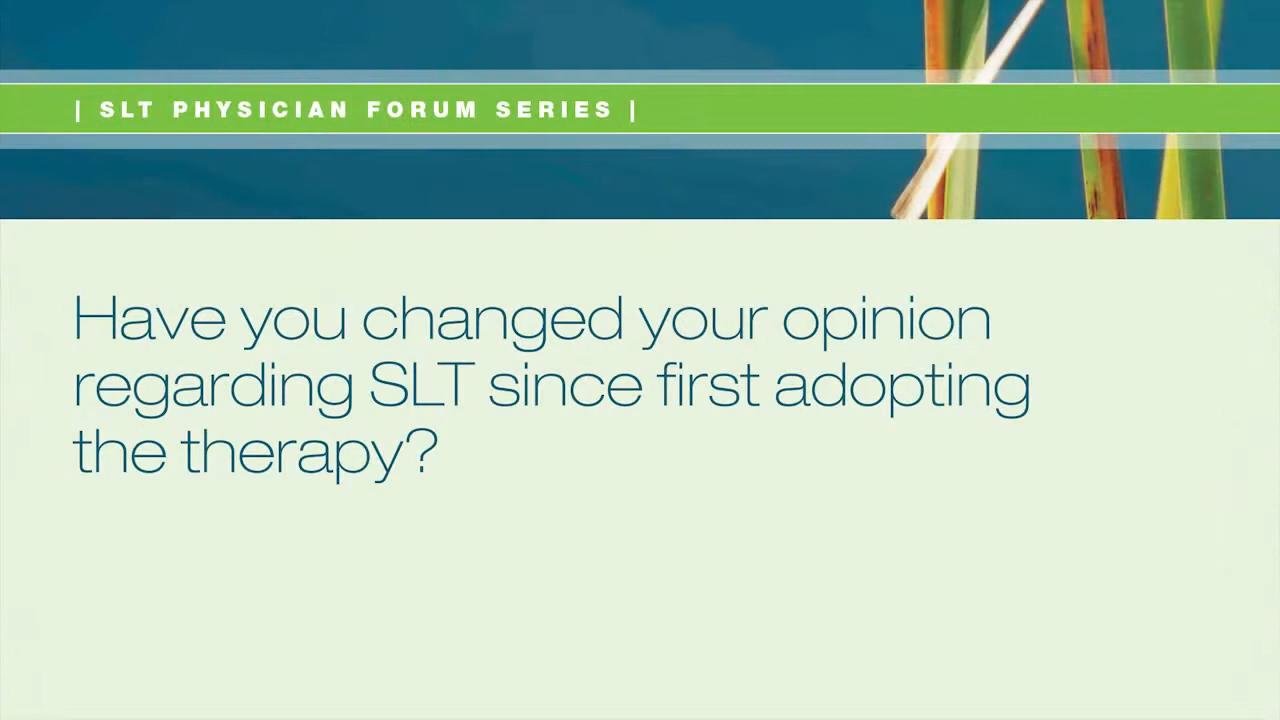 | SLT PHYSICIAN FORUM SERIES |
Have you changed your opinion
regarding SLT since first adopting
the therapy?